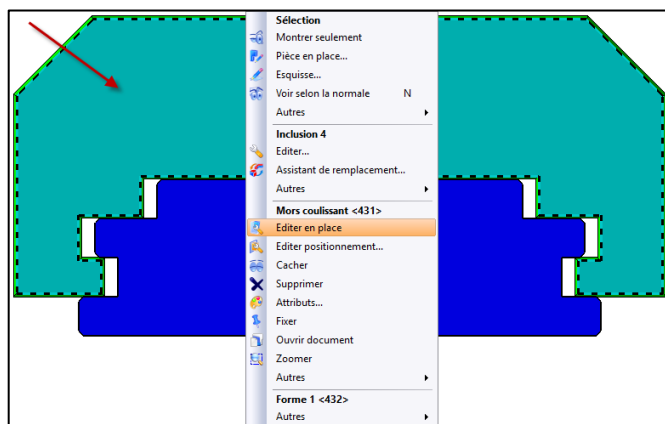 Sélection
Montrer seulement
Pièce en place...
Esquisse...
Voir selon la normale N
Autres
Inclusion 4
Editer...
Assistant de remplacement...
Autres
Mors coulissant <431>
Editer en place
Editer positionnement...
Cacher
Supprimer
Attributs...
Fixer
Ouvrir document
Zoomer
Autres
Forme 1 <432>
Autres